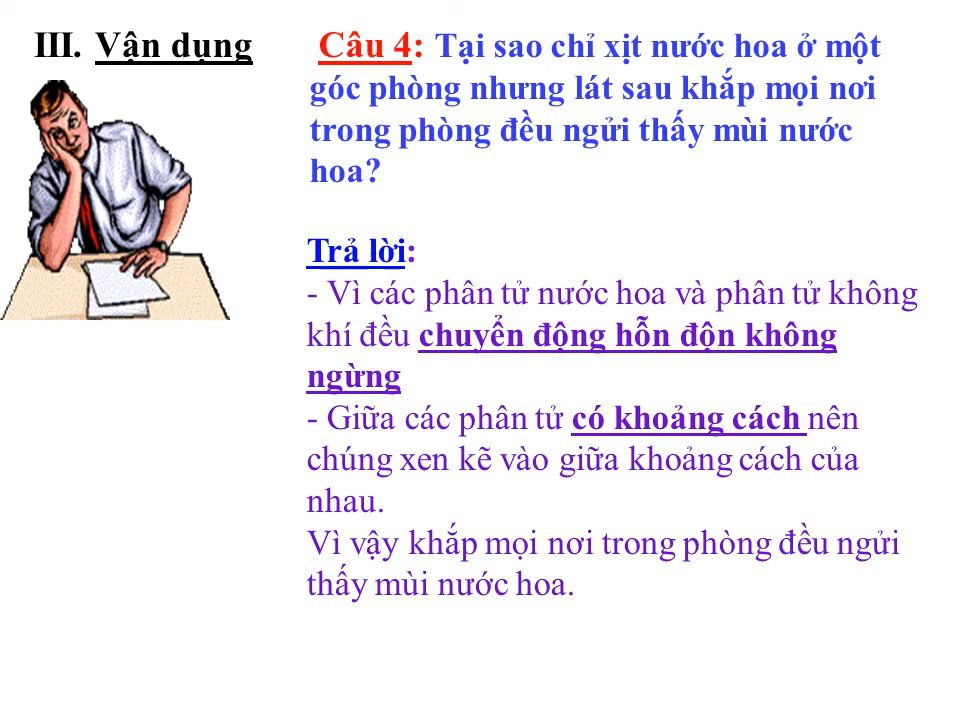 III. Vận dụng
Câu 4: Tại sao chỉ xịt nước hoa ở một
góc phòng nhưng lát sau khắp mọi nơi
trong phòng đều ngửi thấy mùi nước
hoa?
Trả lời:
- Vì các phân tử nước hoa và phân tử không
khí đều chuyển động hỗn độn không
ngừng
- Giữa các phân tử có khoảng cách nên
chúng xen kẽ vào giữa khoảng cách của
nhau.
Vì vậy khắp mọi nơi trong phòng đều ngửi
thấy mùi nước hoa.